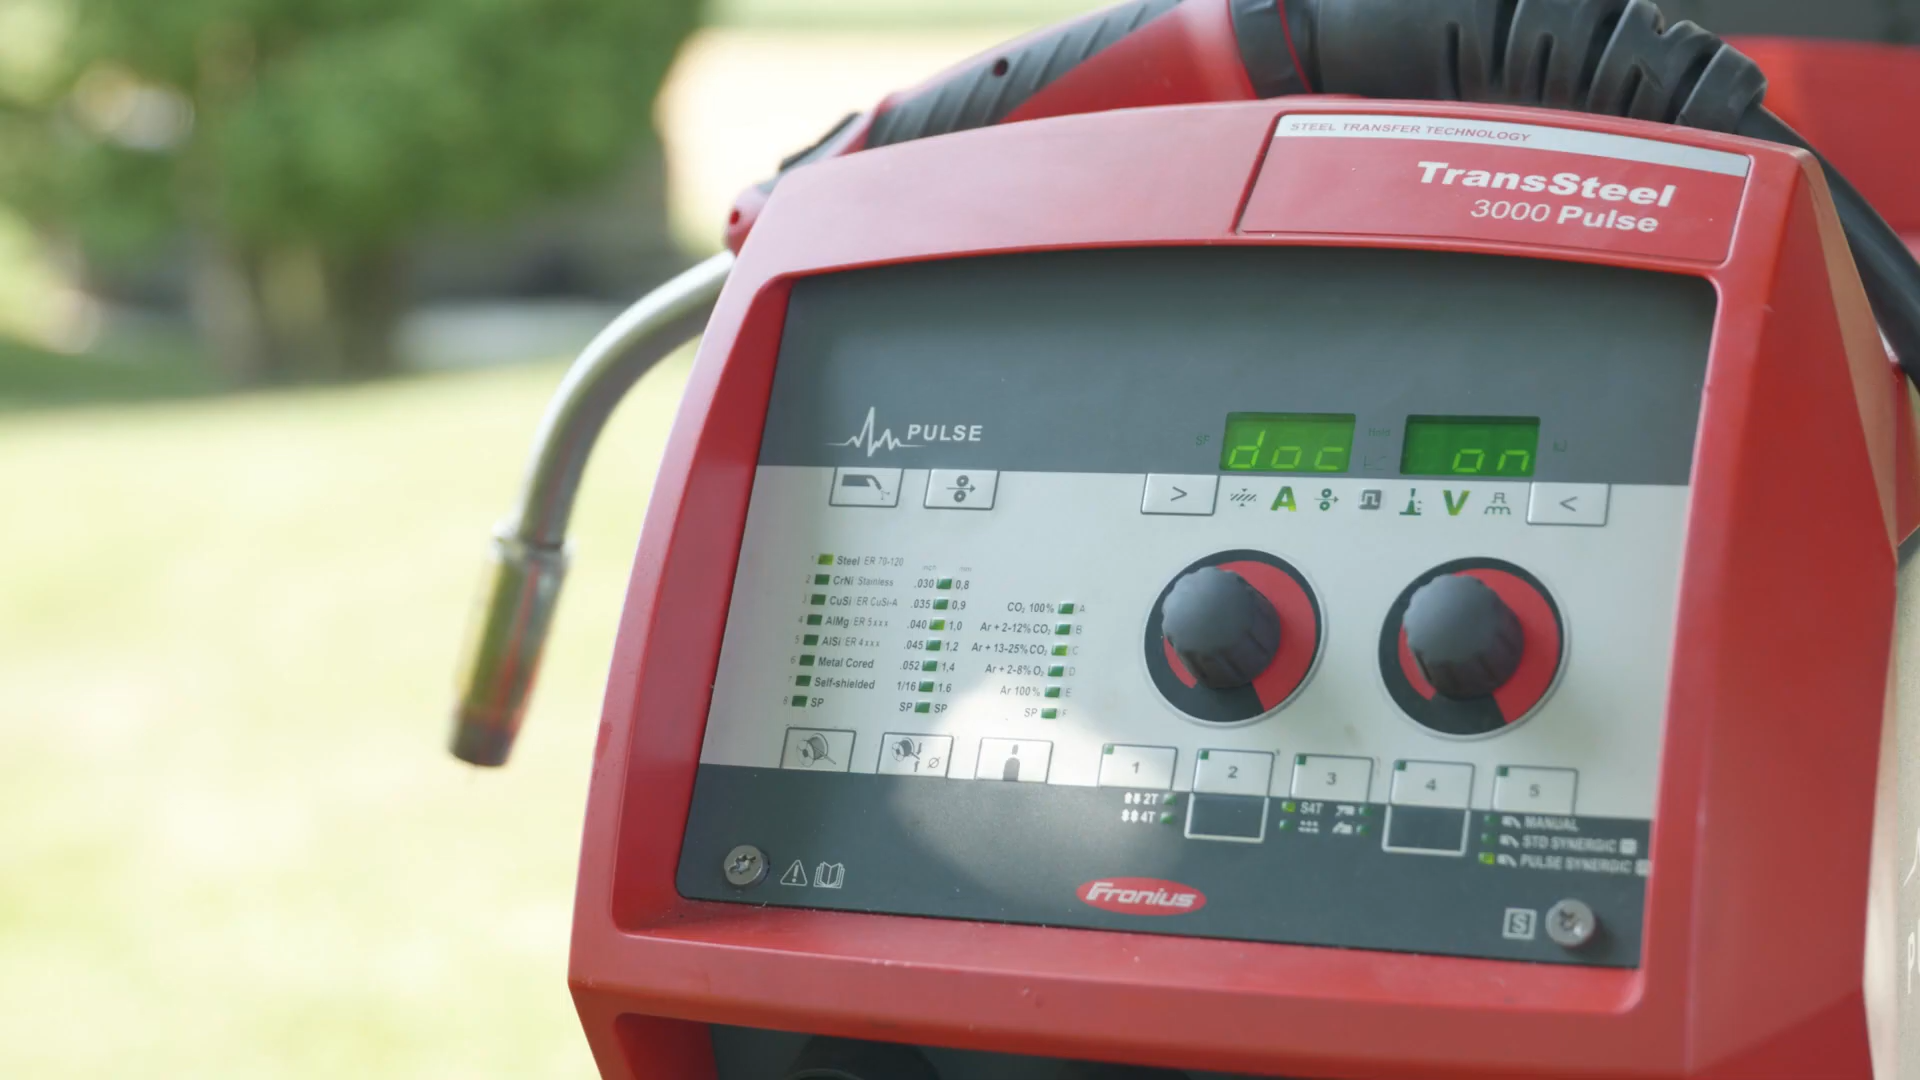 STEEL TRANSFER TECHNOLOGY
TransSteel
3000 Pulse
PULSE
SP doc Hold on kJ
> A V <
1 Steel ER 70-120
2 CrNi Stainless
3 CuSi ER CuSi-A
4 AlMg ER 5xxx
5 AlSi ER 4xxx
6 Metal Cored
7 Self-shielded
8 SP
inch mm
.030 0,8
.035 0,9
.040 1,0
.045 1,2
.052 1,4
1/16 1,6
SP SP
CO₂ 100% A
Ar + 2-12% CO₂ B
Ar + 13-25% CO₂ C
Ar + 2-8% O₂ D
Ar 100% E
SP F
Ø
1 2 3 4 5
2T
4T
S4T
MANUAL
STD SYNERGIC
PULSE SYNERGIC
Fronius
S